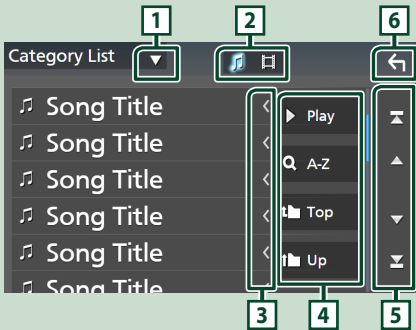 1 2 6
Category List
Song Title
Song Title
Song Title
Song Title
Song Title
Song Title
Play
A-Z
Top
Up
3 4 5